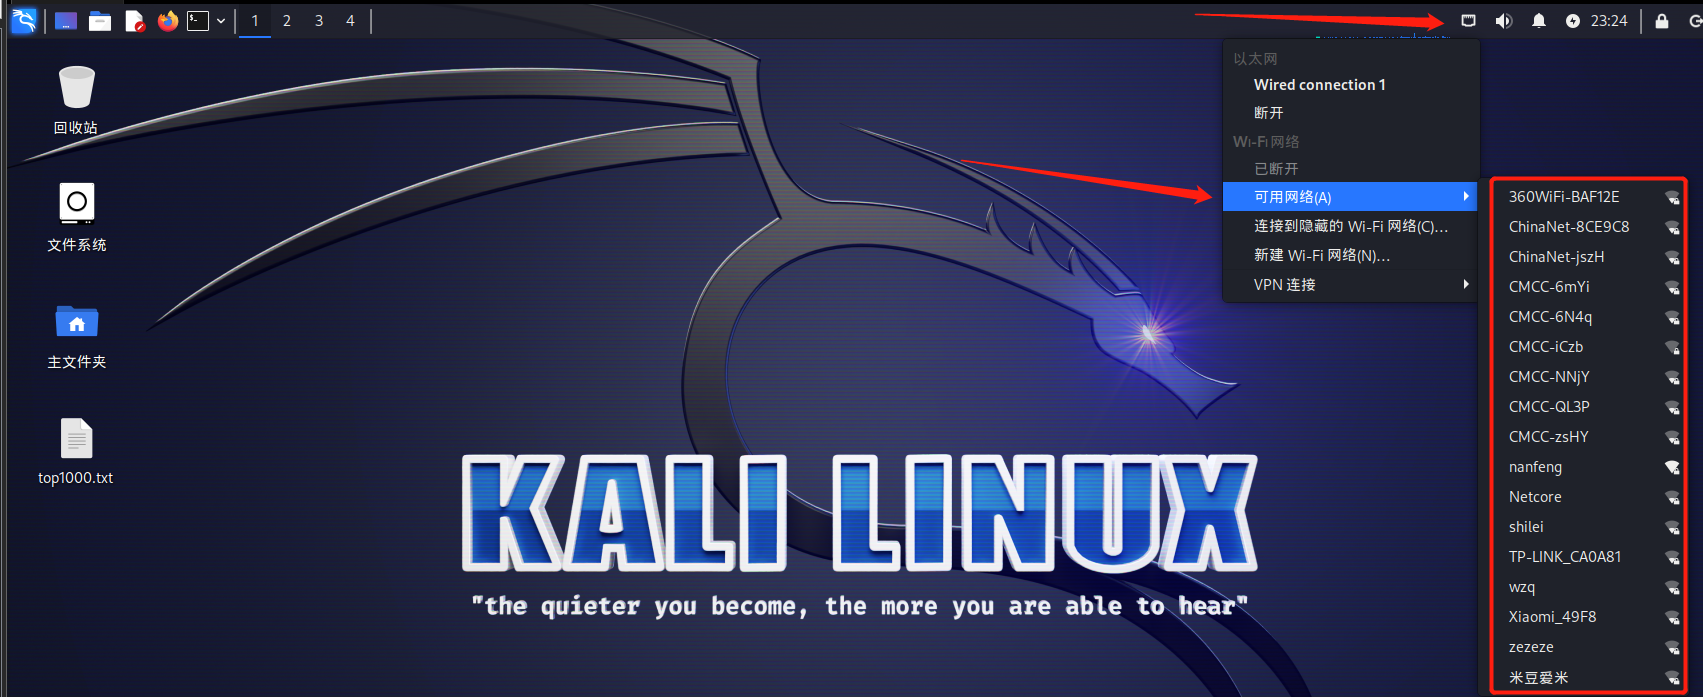 1 2 3 4
23:24
回收站
文件系统
主文件夹
top1000.txt
以太网
Wired connection 1
断开
Wi-Fi 网络
已断开
可用网络(A)
连接到隐藏的 Wi-Fi 网络(C)...
新建 Wi-Fi 网络(N)...
VPN 连接
360WiFi-BAF12E
ChinaNet-8CE9C8
ChinaNet-jszH
CMCC-6mYi
CMCC-6N4q
CMCC-iCzb
CMCC-NNjY
CMCC-QL3P
CMCC-zsHY
nanfeng
Netcore
shilei
TP-LINK_CA0A81
wzq
Xiaomi_49F8
zezeze
米豆爱米
KALI LINUX
"the quieter you become, the more you are able to hear"